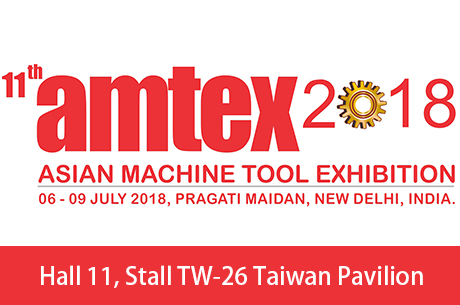 11th amtex 2018
ASIAN MACHINE TOOL EXHIBITION
06 - 09 JULY 2018, PRAGATI MAIDAN, NEW DELHI, INDIA.
Hall 11, Stall TW-26 Taiwan Pavilion